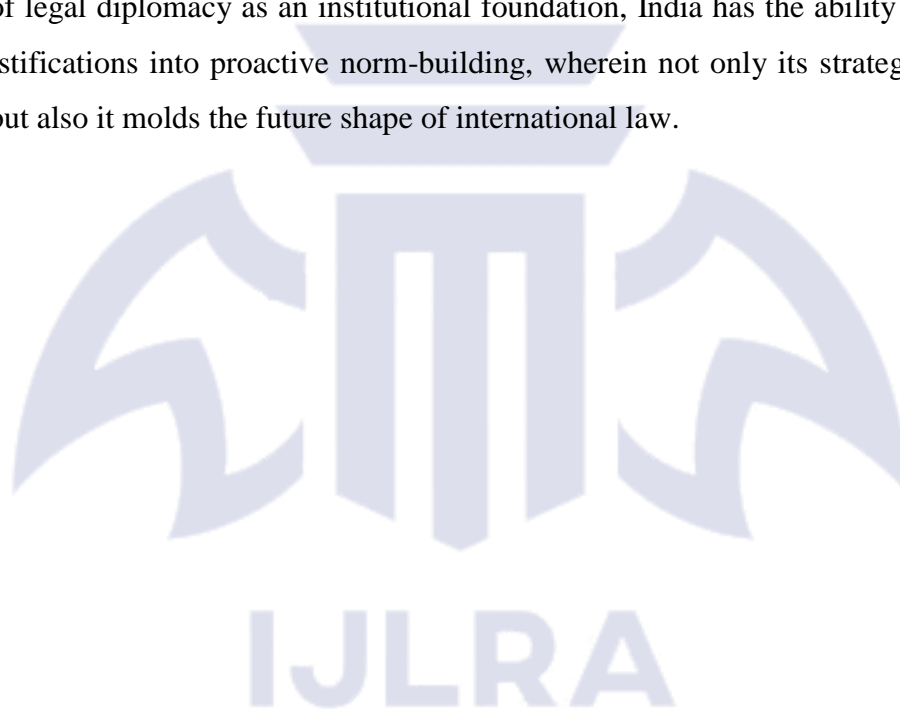 of legal diplomacy as an institutional foundation, India has the ability
stifications into proactive norm-building, wherein not only its strateg
out also it molds the future shape of international law.
IJLRA